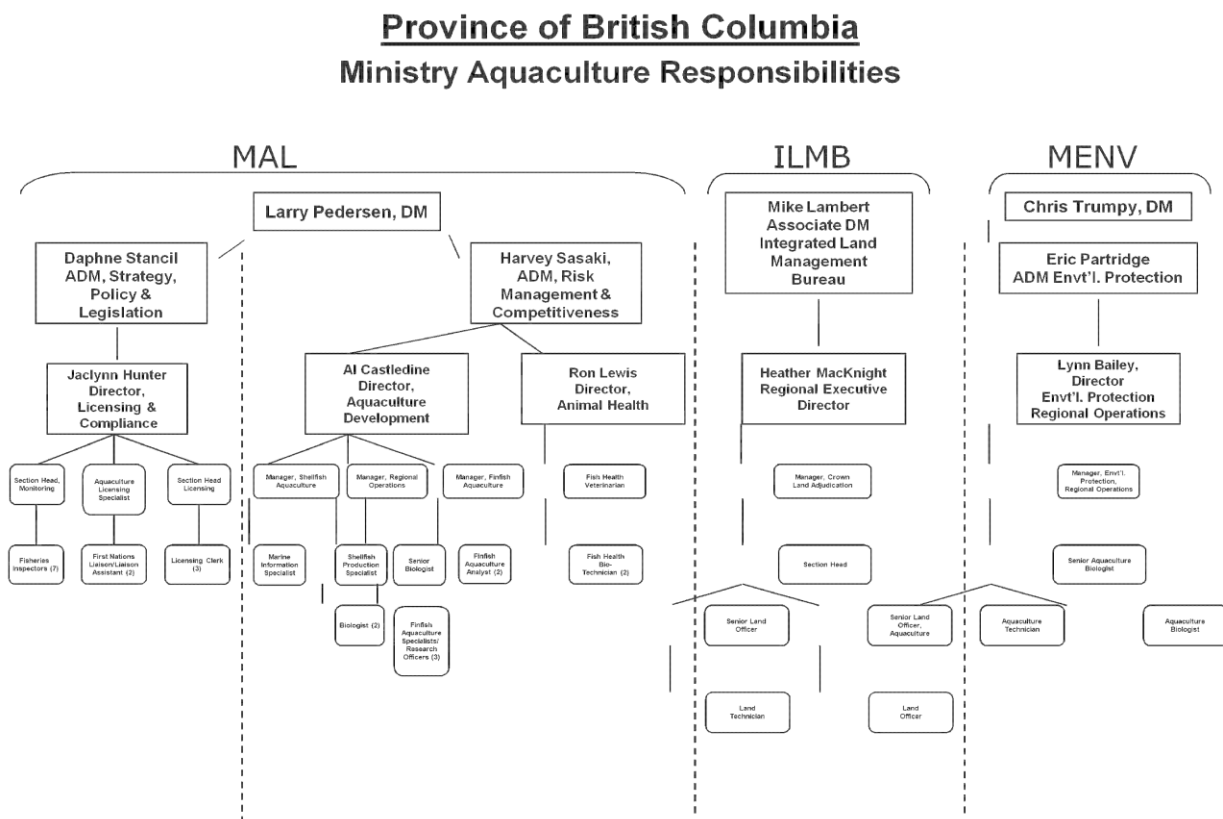 Province of British Columbia
Ministry Aquaculture Responsibilities
MAL
ILMB
MENV
Larry Pedersen, DM
Mike Lambert
Associate DM
Integrated Land
Management
Bureau
Chris Trumpy, DM
Daphne Stancil
ADM, Strategy,
Policy &
Legislation
Harvey Sasaki,
ADM, Risk
Management &
Competitiveness
Eric Partridge
ADM Envt'l. Protection
Jaclynn Hunter
Director,
Licensing &
Compliance
Al Castledine
Director,
Aquaculture
Development
Ron Lewis
Director,
Animal Health
Heather MacKnight
Regional Executive
Director
Lynn Bailey,
Director
Envt'l. Protection
Regional Operations
Section Head,
Monitoring
Aquaculture
Licensing
Specialist
Section Head
Licensing
Manager, Shellfish
Aquaculture
Manager, Regional
Operations
Manager, Finfish
Aquaculture
Fish Health
Veterinarian
Manager, Crown
Land Adjudication
Manager, Envt'l.
Protection,
Regional Operations
Fisheries
Inspectors (7)
First Nations
Liaison/Liaison
Assistant (2)
Licensing Clerk
(3)
Marine
Information
Specialist
Shellfish
Production
Specialist
Senior
Biologist
Finfish
Aquaculture
Analyst (2)
Fish Health
Bio-
Technician (2)
Section Head
Senior Aquaculture
Biologist
Biologist (2)
Finfish
Aquaculture
Specialists/
Research
Officers (3)
Senior Land
Officer
Senior Land
Officer,
Aquaculture
Aquaculture
Technician
Aquaculture
Biologist
Land
Technician
Land
Officer